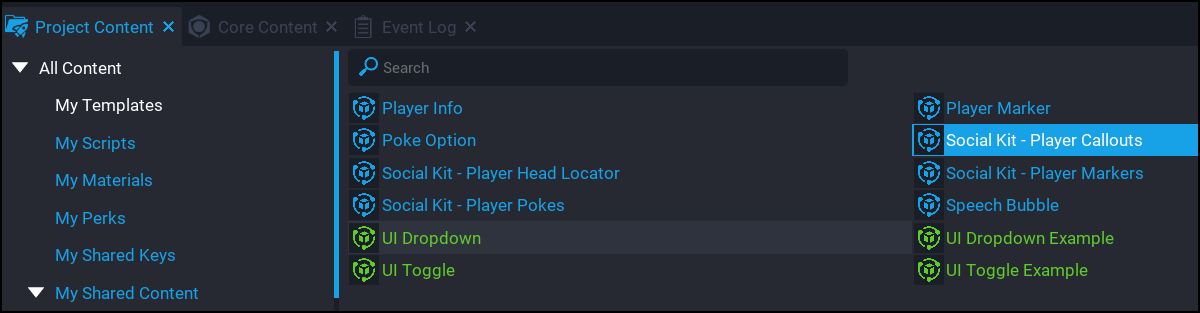 Project Content Core Content Event Log
All Content
My Templates
My Scripts
My Materials
My Perks
My Shared Keys
My Shared Content
Search
Player Info Player Marker
Poke Option Social Kit - Player Callouts
Social Kit - Player Head Locator Social Kit - Player Markers
Social Kit - Player Pokes Speech Bubble
UI Dropdown UI Dropdown Example
UI Toggle UI Toggle Example